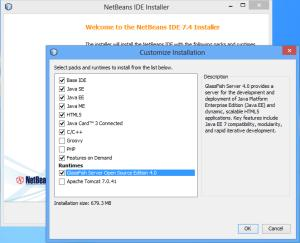 NetBeans IDE Installer
Welcome to the NetBeans IDE 7.4 Installer
The installer will install the NetBeans IDE with the following packs and runtimes.
Customize Installation
Select packs and runtimes to install from the list below.
Base IDE
Java SE
Java EE
Java ME
HTML5
Java Card™ 3 Connected
C/C++
Groovy
PHP
Features on Demand
Runtimes
GlassFish Server Open Source Edition 4.0
Apache Tomcat 7.0.41
Description
GlassFish Server 4.0 provides a
server for the development and
deployment of Java Platform
Enterprise Edition (Java EE) and
dynamic, scalable HTML5
applications. Key features include
Java EE 7 compatibility, modularity,
and rapid iterative development.
NetBeans
Installation size: 679.3 MB
OK
Cancel